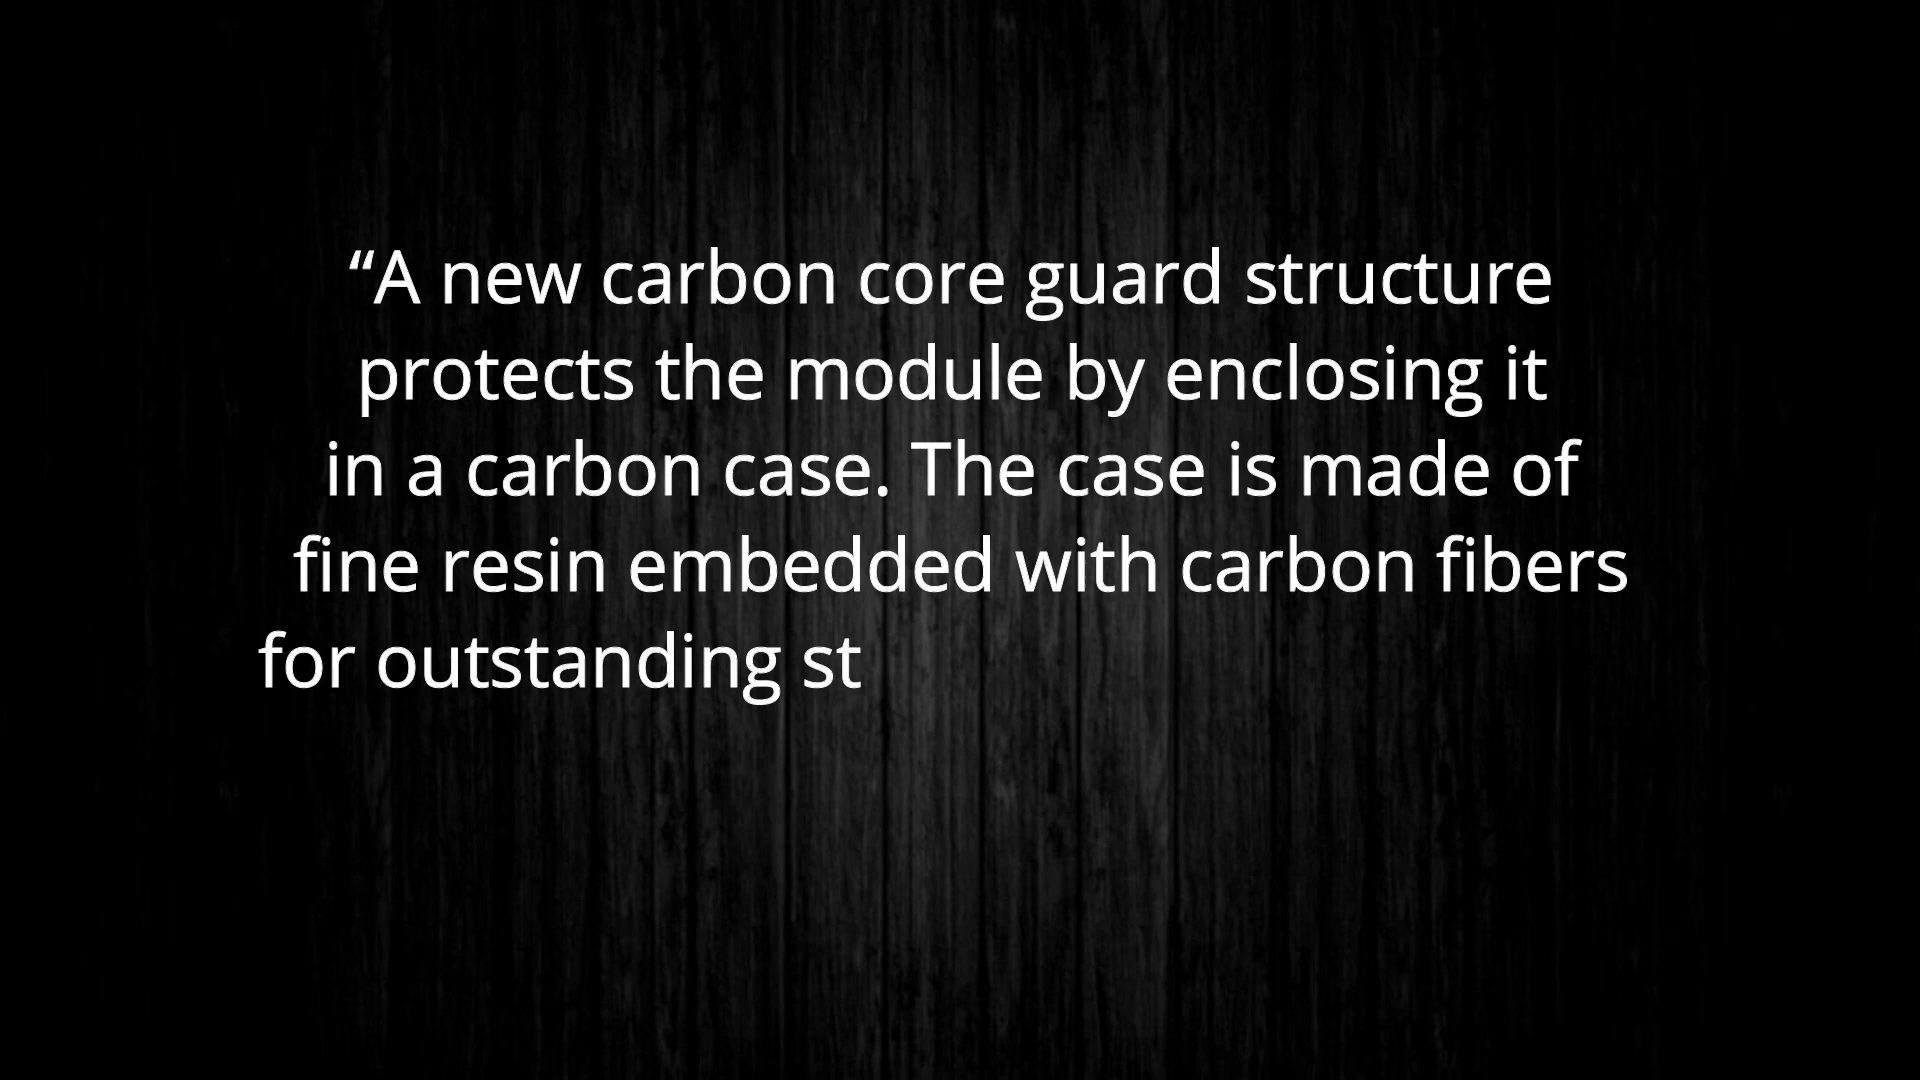 “A new carbon core guard structure
protects the module by enclosing it
in a carbon case. The case is made of
fine resin embedded with carbon fibers
for outstanding st